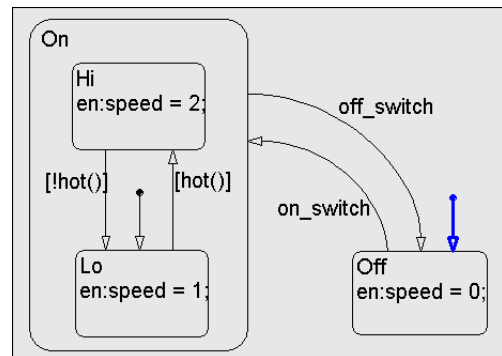 On
Hi
en:speed = 2;
off_switch
[!hot()]
[hot()]
on_switch
Lo
en:speed = 1;
Off
en:speed = 0;